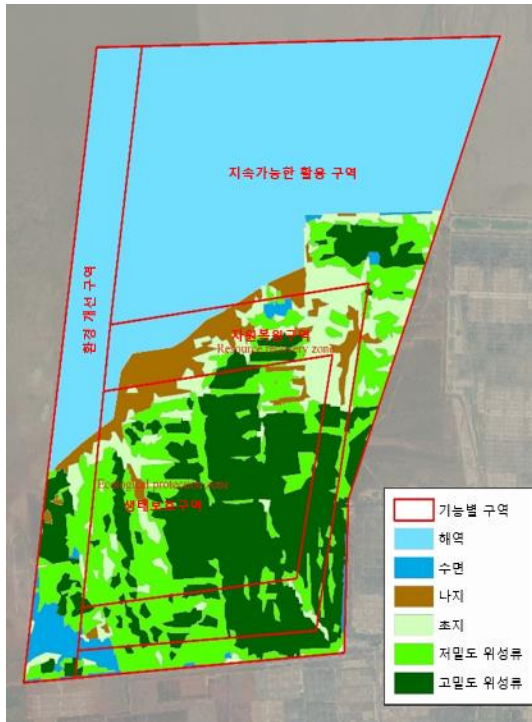 지속가능한 활용 구역
환경 개선 구역
자원복원구역
Resource recovery zone
Ecological protection zone
생태보호구역
기능별 구역
해역
수면
나지
초지
저밀도 위성류
고밀도 위성류